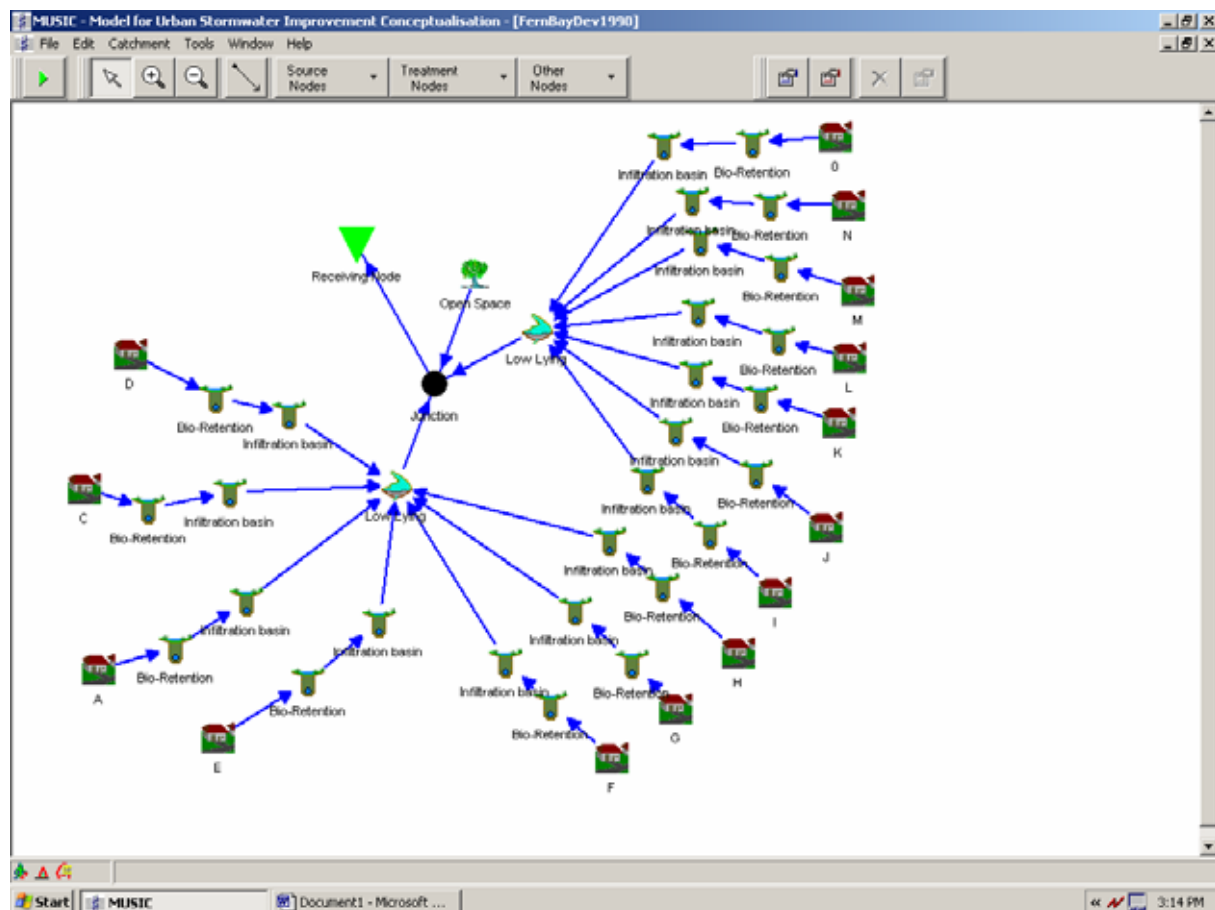 MUSIC - Model for Urban Stormwater Improvement Conceptualisation - [FernBayDev1990]
File Edit Catchment Tools Window Help
Source Nodes
Treatment Nodes
Other Nodes
Infiltration basin
Bio-Retention
O
Infiltration basin
Bio-Retention
N
Receiving Node
Infiltration basin
Open Space
Bio-Retention
M
Infiltration basin
Low Lying
Bio-Retention
L
D
Infiltration basin
Junction
Bio-Retention
K
Bio-Retention
Infiltration basin
Infiltration basin
Bio-Retention
J
C
Infiltration basin
Low Lying
Infiltration basin
Bio-Retention
Bio-Retention
I
Infiltration basin
Bio-Retention
H
Infiltration basin
Infiltration basin
Infiltration basin
Bio-Retention
A
Bio-Retention
Infiltration basin
Bio-Retention
G
E
Bio-Retention
F
Start
MUSIC
Document1 - Microsoft ...
3:14 PM